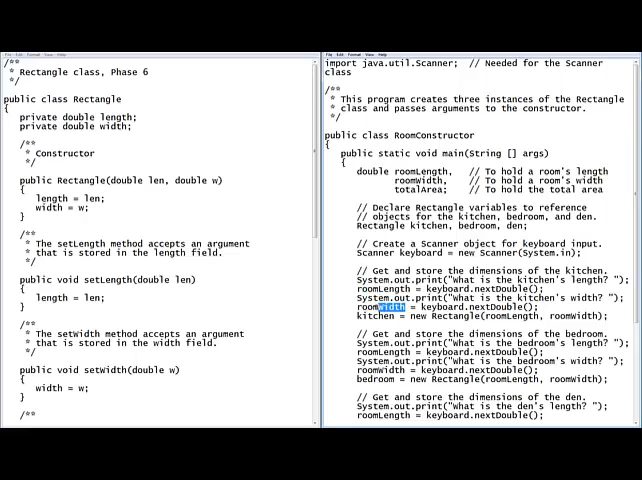 File Edit Format View Help
/**
* Rectangle class, Phase 6
*/
public class Rectangle
{
private double length;
private double width;
/**
* Constructor
*/
public Rectangle(double len, double w)
{
length = len;
width = w;
}
/**
* The setLength method accepts an argument
* that is stored in the length field.
*/
public void setLength(double len)
{
length = len;
}
/**
* The setWidth method accepts an argument
* that is stored in the width field.
*/
public void setWidth(double w)
{
width = w;
}
/**
File Edit Format View Help
import java.util.Scanner; // Needed for the Scanner
class
/**
* This program creates three instances of the Rectangle
* class and passes arguments to the constructor.
*/
public class RoomConstructor
{
public static void main(String [] args)
{
double roomLength, // To hold a room's length
roomWidth, // To hold a room's width
totalArea; // To hold the total area
// Declare Rectangle variables to reference
// objects for the kitchen, bedroom, and den.
Rectangle kitchen, bedroom, den;
// Create a Scanner object for keyboard input.
Scanner keyboard = new Scanner(System.in);
// Get and store the dimensions of the kitchen.
System.out.print("What is the kitchen's length? ");
roomLength = keyboard.nextDouble();
System.out.print("What is the kitchen's width? ");
roomWidth = keyboard.nextDouble();
kitchen = new Rectangle(roomLength, roomWidth);
// Get and store the dimensions of the bedroom.
System.out.print("What is the bedroom's length? ");
roomLength = keyboard.nextDouble();
System.out.print("What is the bedroom's width? ");
roomWidth = keyboard.nextDouble();
bedroom = new Rectangle(roomLength, roomWidth);
// Get and store the dimensions of the den.
System.out.print("What is the den's length? ");
roomLength = keyboard.nextDouble();